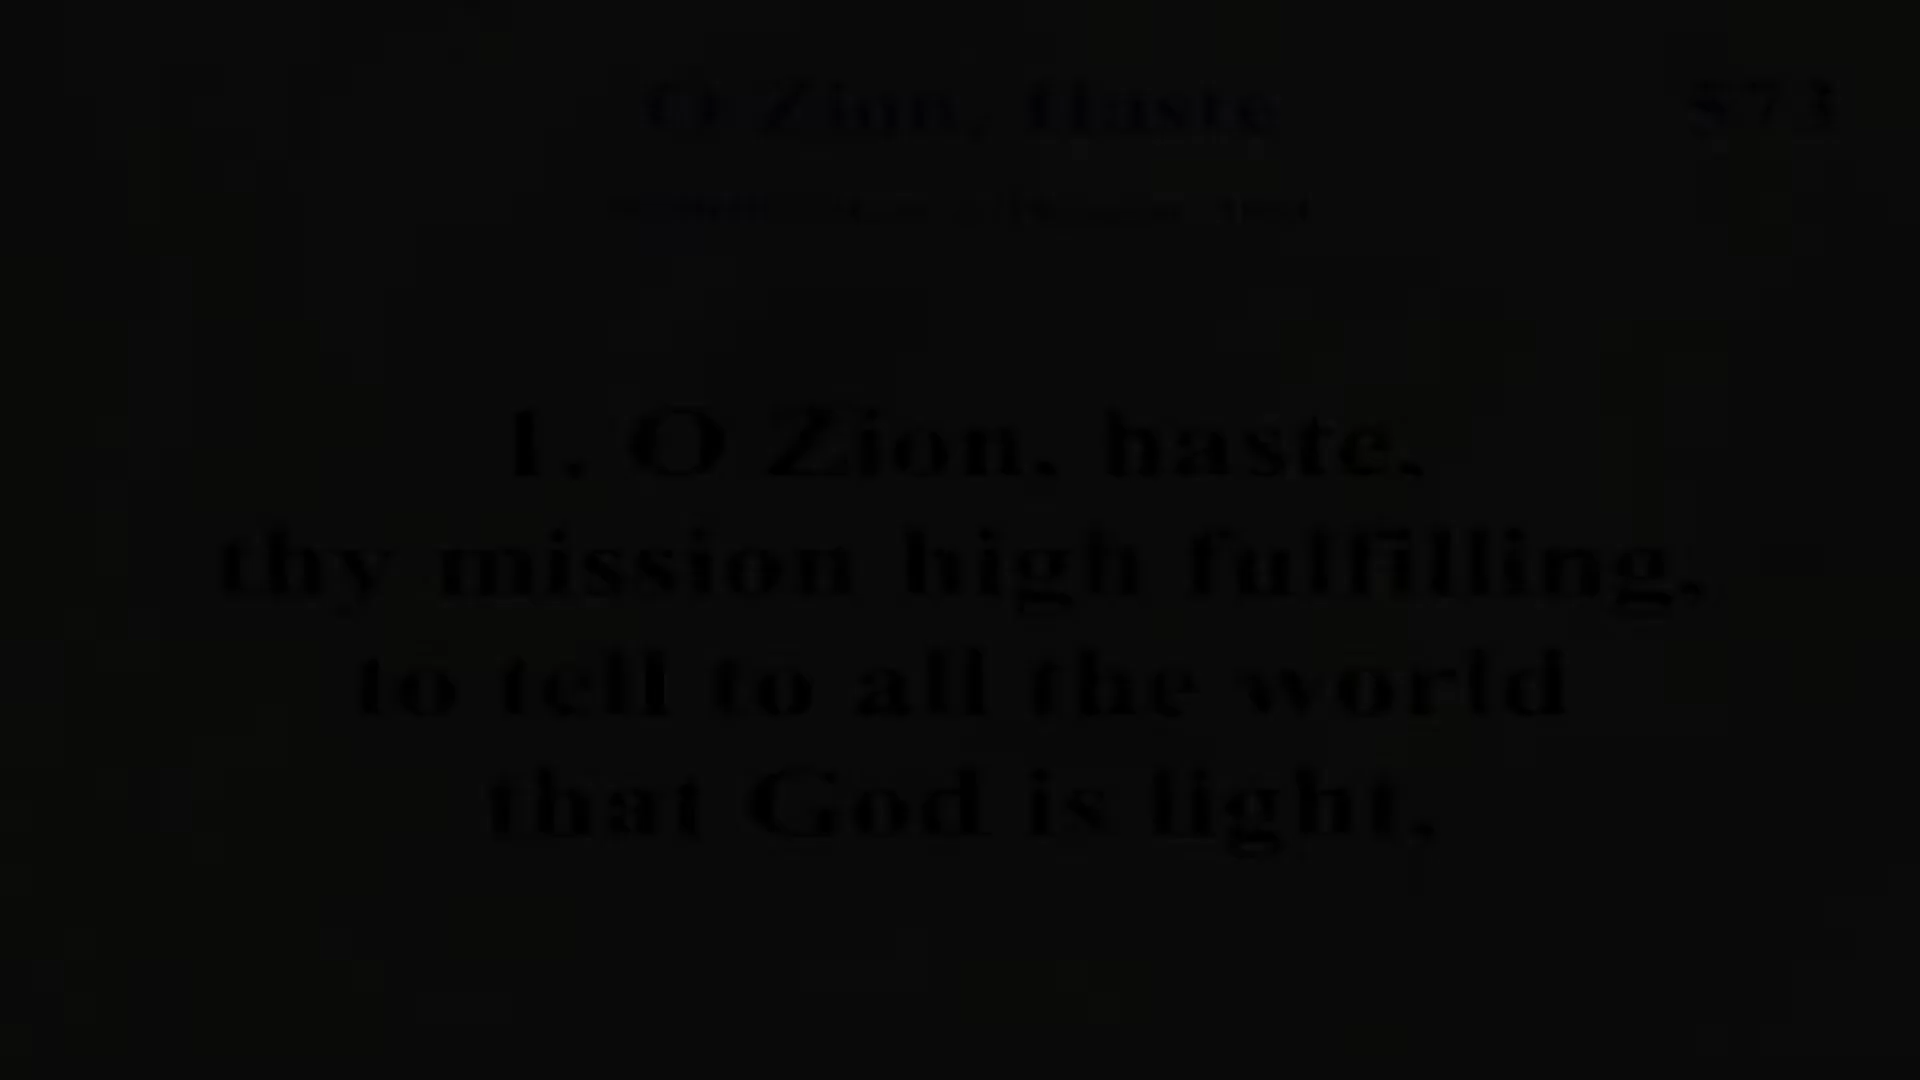 O Zion, Haste
573
1. O Zion, haste,
thy mission high fulfilling,
to tell to all the world
that God is light,